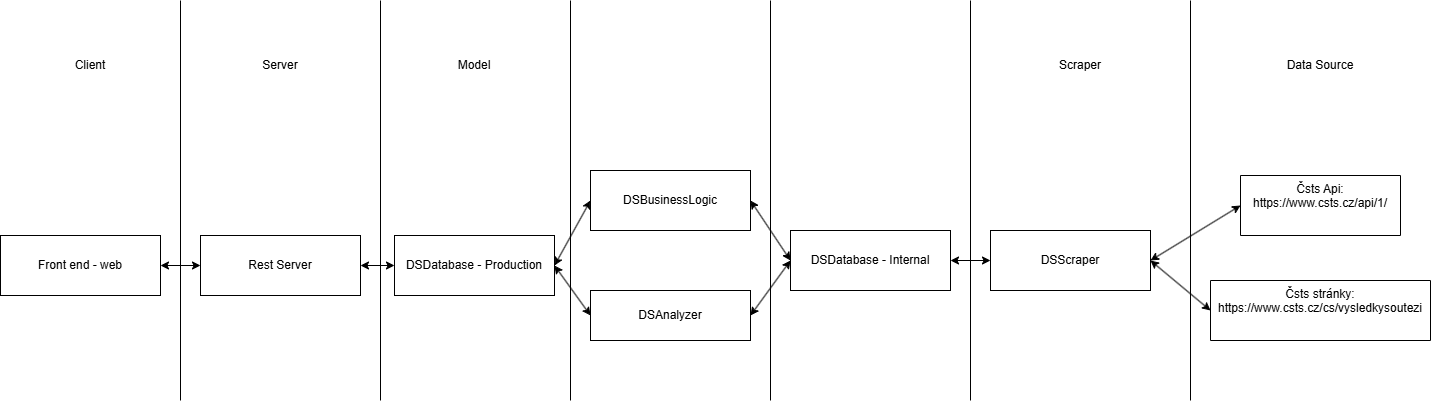 Client
Server
Model
Scraper
Data Source
Front end - web
Rest Server
DSDatabase - Production
DSBusinessLogic
DSAnalyzer
DSDatabase - Internal
DSScraper
Čsts Api:
https://www.csts.cz/api/1/
Čsts stránky:
https://www.csts.cz/cs/vysledkysoutezi